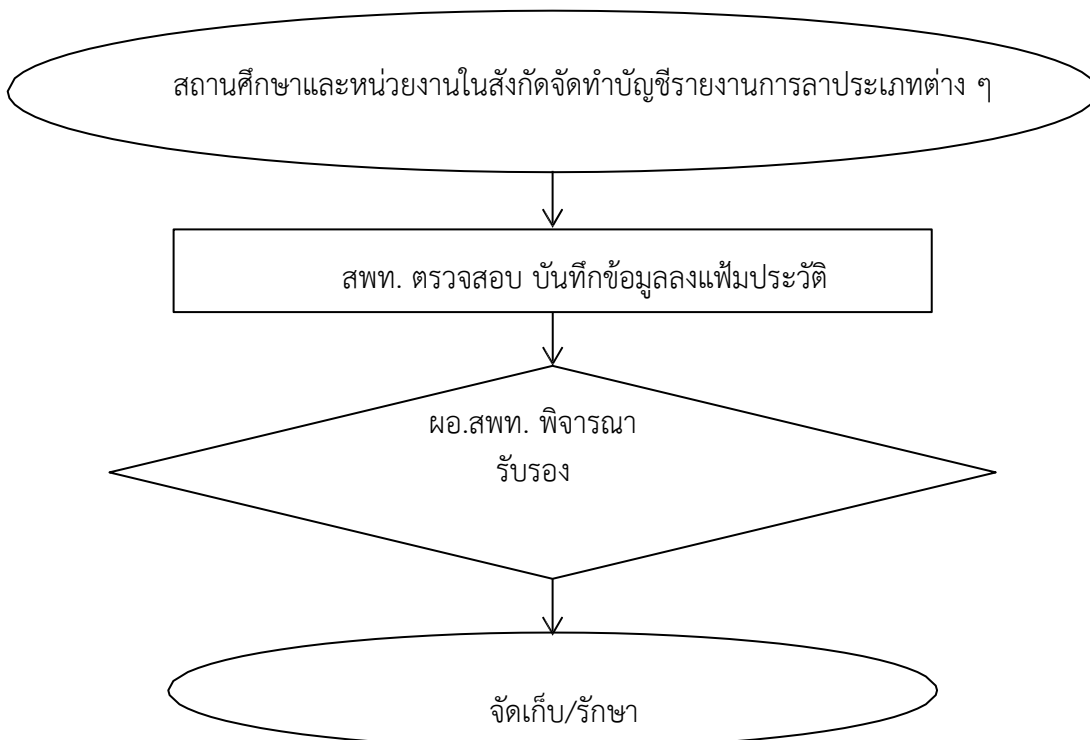 สถานศึกษาและหน่วยงานในสังกัดจัดทำบัญชีรายงานการลาประเภทต่าง ๆ
สพท. ตรวจสอบ บันทึกข้อมูลลงแฟ้มประวัติ
ผอ.สพท. พิจารณา
รับรอง
จัดเก็บ/รักษา